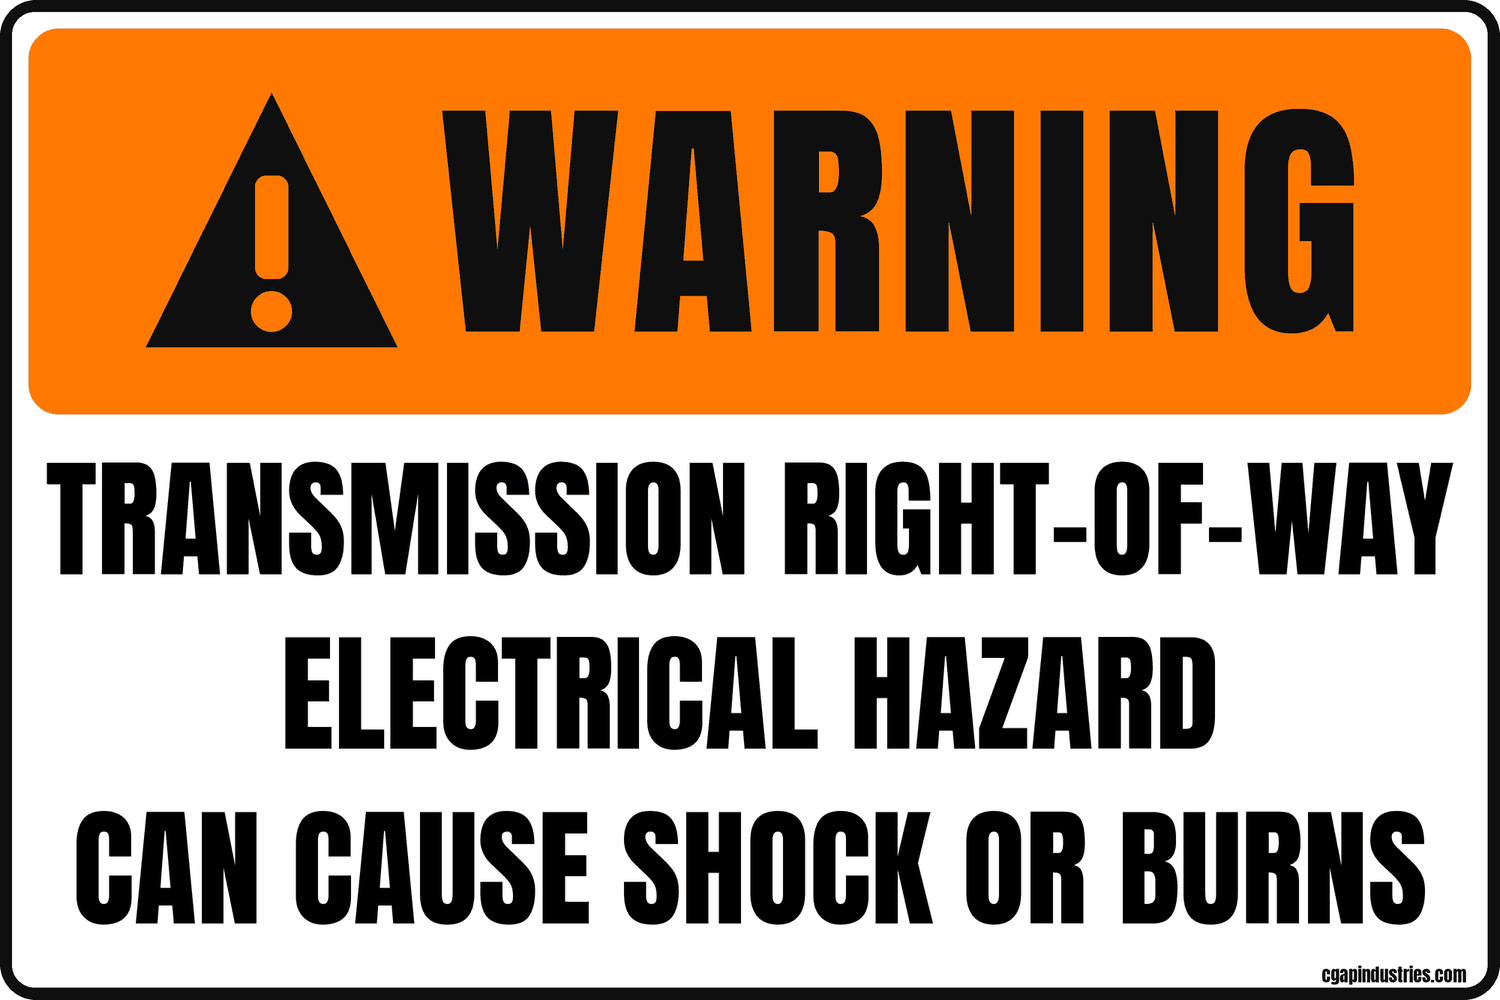 WARNING
TRANSMISSION RIGHT-OF-WAY
ELECTRICAL HAZARD
CAN CAUSE SHOCK OR BURNS
cgapindustries.com